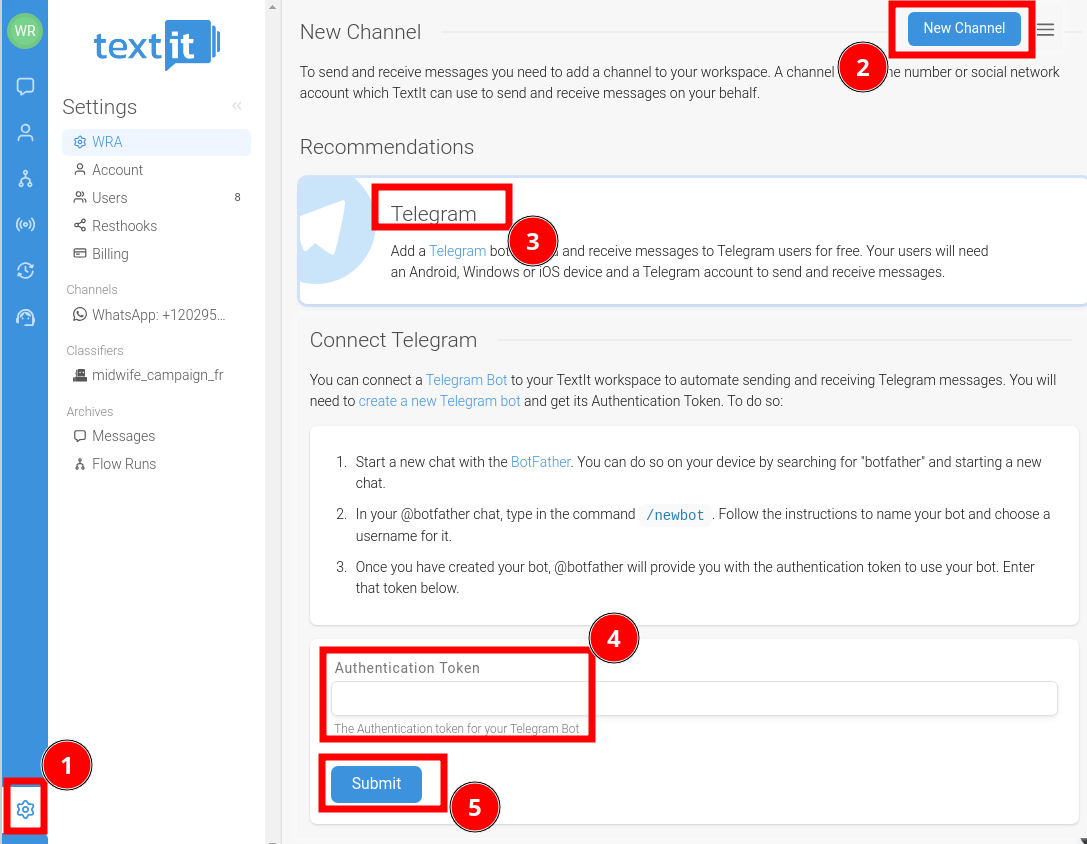 WR
textit
Settings
WRA
Account
Users 8
Resthooks
Billing
Channels
WhatsApp: +120295...
Classifiers
midwife_campaign_fr
Archives
Messages
Flow Runs
1
New Channel
New Channel
2
To send and receive messages you need to add a channel to your workspace. A channel ne number or social network
account which TextIt can use to send and receive messages on your behalf.
Recommendations
Telegram
3
Add a Telegram bot and receive messages to Telegram users for free. Your users will need
an Android, Windows or iOS device and a Telegram account to send and receive messages.
Connect Telegram
You can connect a Telegram Bot to your TextIt workspace to automate sending and receiving Telegram messages. You will
need to create a new Telegram bot and get its Authentication Token. To do so:
1. Start a new chat with the BotFather. You can do so on your device by searching for "botfather" and starting a new
chat.
2. In your @botfather chat, type in the command /newbot . Follow the instructions to name your bot and choose a
username for it.
3. Once you have created your bot, @botfather will provide you with the authentication token to use your bot. Enter
that token below.
4
Authentication Token
The Authentication token for your Telegram Bot
Submit
5